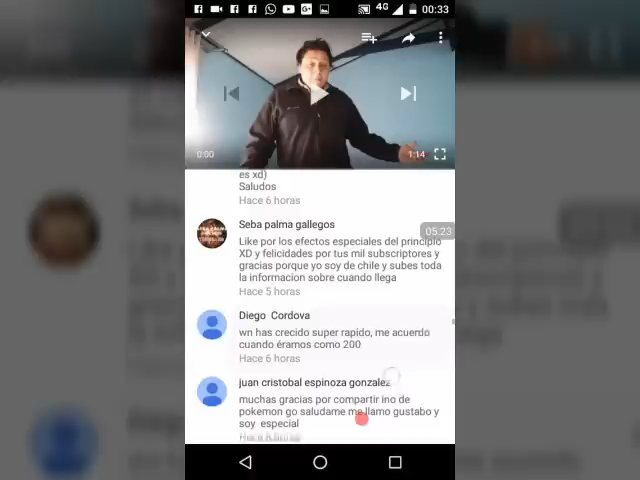 4G 00:33
0:00 1:14
es xd)
Saludos
Hace 6 horas
Seba palma gallegos
05:23
Like por los efectos especiales del principio
XD y felicidades por tus mil subscriptores y
gracias porque yo soy de chile y subes toda
la informacion sobre cuando llega
Hace 5 horas
Diego Cordova
wn has crecido super rapido, me acuerdo
cuando éramos como 200
Hace 6 horas
juan cristobal espinoza gonzalez
muchas gracias por compartir ino de
pokemon go saludame me llamo gustabo y
soy especial